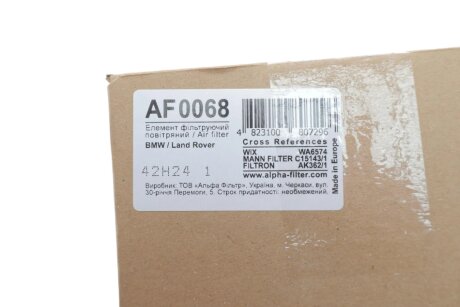 AF0068
Елемент фільтруючий
повітряний / Air filter
BMW / Land Rover
42H24 1
4 823100 807296
Cross References
WIX WA6574
MANN FILTER C15143/1
FILTRON AK362/1
www.alpha-filter.com
Made in Europe
Виробник: ТОВ «Альфа Фільтр», Україна, м. Черкаси, вул.
30-річчя Перемоги, 5. Строк придатності: необмежений.